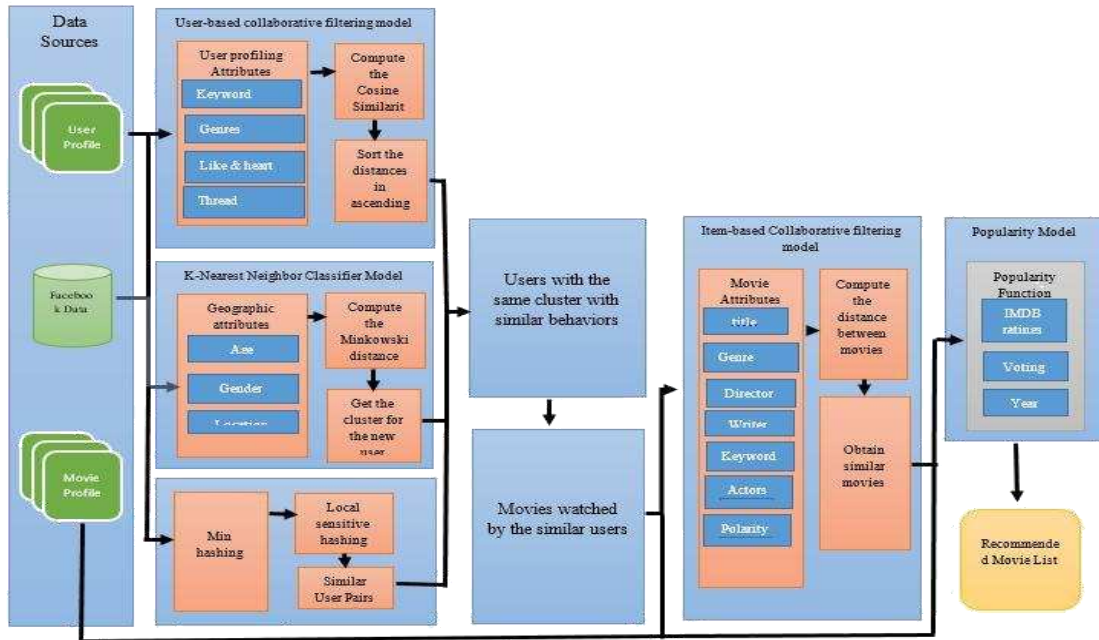 Data
Sources
User
Profile
Faceboo
k Data
Movie
Profile
User-based collaborative filtering model
User profiling
Attributes
Keyword
Genres
Like & heart
Thread
Compute
the
Cosine
Similarit
Sort the
distances
in
ascending
K-Nearest Neighbor Classifier Model
Geographic
attributes
Age
Gender
Location
Compute
the
Minkowski
distance
Get the
cluster for
the new
user
Min
hashing
Local
sensitive
hashing
Similar
User Pairs
Users with the
same cluster with
similar behaviors
Movies watched
by the similar users
Item-based Collaborative filtering
model
Movie
Attributes
title
Genre
Director
Writer
Keyword
Actors
Polarity
Compute
the
distance
between
movies
Obtain
similar
movies
Popularity Model
Popularity
Function
IMDB
ratings
Voting
Year
Recommende
d Movie List